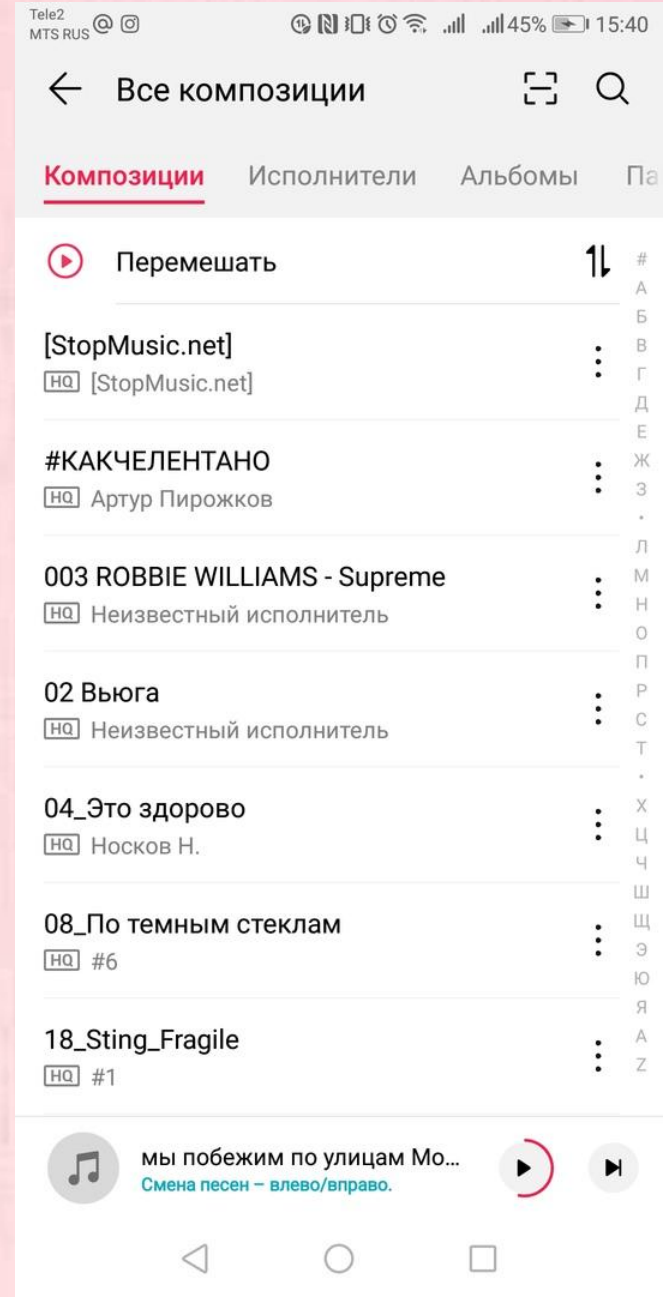 Tele2
MTS RUS 45% 15:40
Все композиции
Композиции Исполнители Альбомы Па
Перемешать
[StopMusic.net]
HQ [StopMusic.net]
#КАКЧЕЛЕНТАНО
HQ Артур Пирожков
003 ROBBIE WILLIAMS - Supreme
HQ Неизвестный исполнитель
02 Вьюга
HQ Неизвестный исполнитель
04_Это здорово
HQ Носков Н.
08_По темным стеклам
HQ #6
18_Sting_Fragile
HQ #1
#
А
Б
В
Г
Д
Е
Ж
З
•
Л
М
Н
О
П
Р
С
Т
•
Х
Ц
Ч
Ш
Щ
Э
Ю
Я
A
Z
мы побежим по улицам Мо...
Смена песен – влево/вправо.